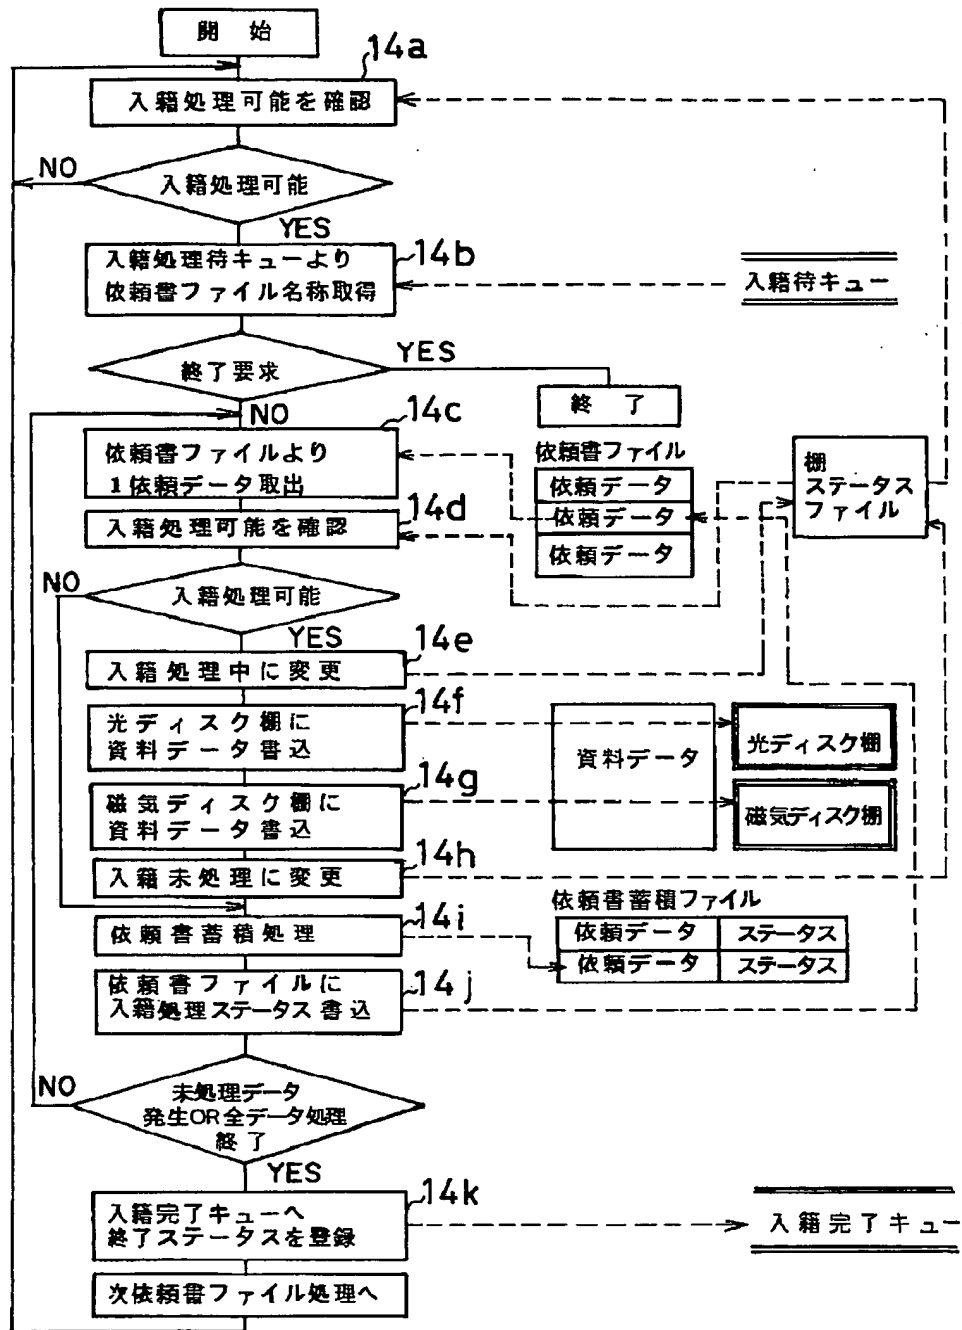 開始
14a
入籍処理可能を確認
NO
入籍処理可能
YES
14b
入籍処理待キューより
依頼書ファイル名称取得
入籍待キュー
終了要求
YES
終了
NO
14c
依頼書ファイルより
1依頼データ取出
依頼書ファイル
依頼データ
依頼データ
依頼データ
棚
ステータス
ファイル
14d
入籍処理可能を確認
NO
入籍処理可能
YES
14e
入籍処理中に変更
14f
光ディスク棚に
資料データ書込
資料データ
光ディスク棚
14g
磁気ディスク棚に
資料データ書込
磁気ディスク棚
14h
入籍未処理に変更
14i
依頼書蓄積処理
依頼書蓄積ファイル
依頼データ ステータス
依頼データ ステータス
14j
依頼書ファイルに
入籍処理ステータス書込
NO
未処理データ
発生OR全データ処理
終了
YES
14k
入籍完了キューへ
終了ステータスを登録
入籍完了キュー
次依頼書ファイル処理へ